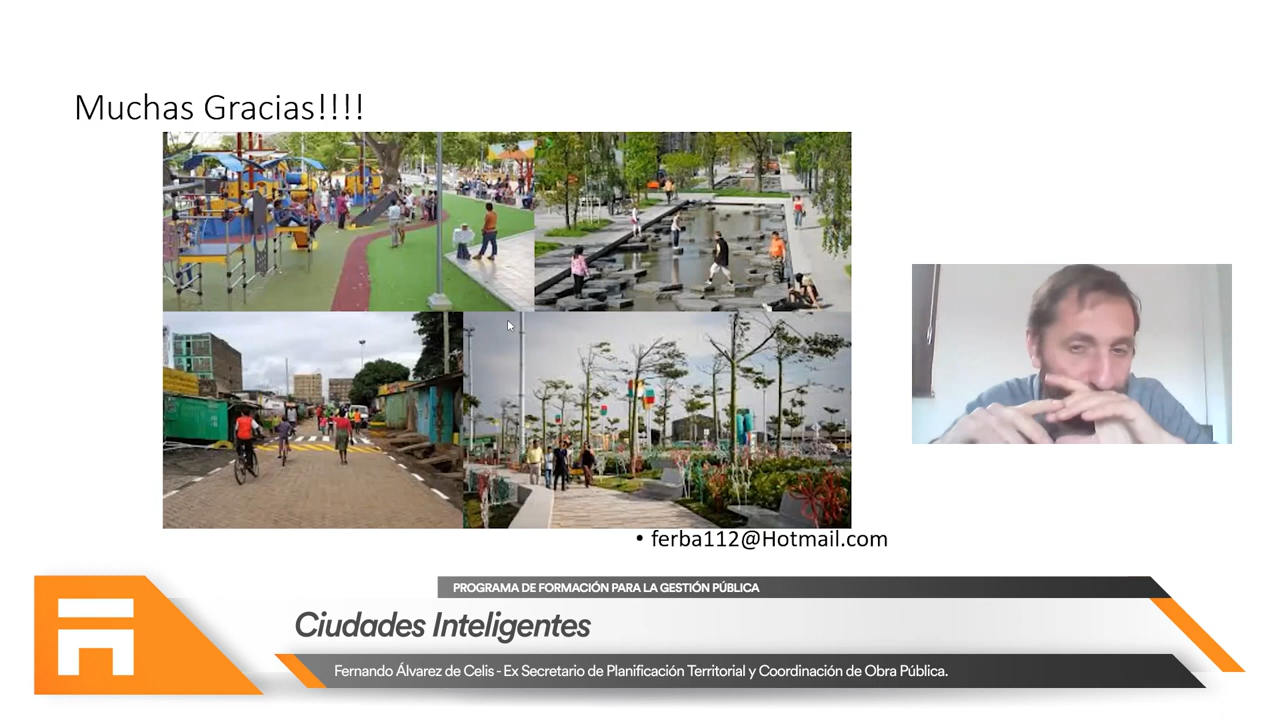 Muchas Gracias!!!!
• ferba112@Hotmail.com
PROGRAMA DE FORMACIÓN PARA LA GESTIÓN PÚBLICA
Ciudades Inteligentes
Fernando Álvarez de Celis - Ex Secretario de Planificación Territorial y Coordinación de Obra Pública.